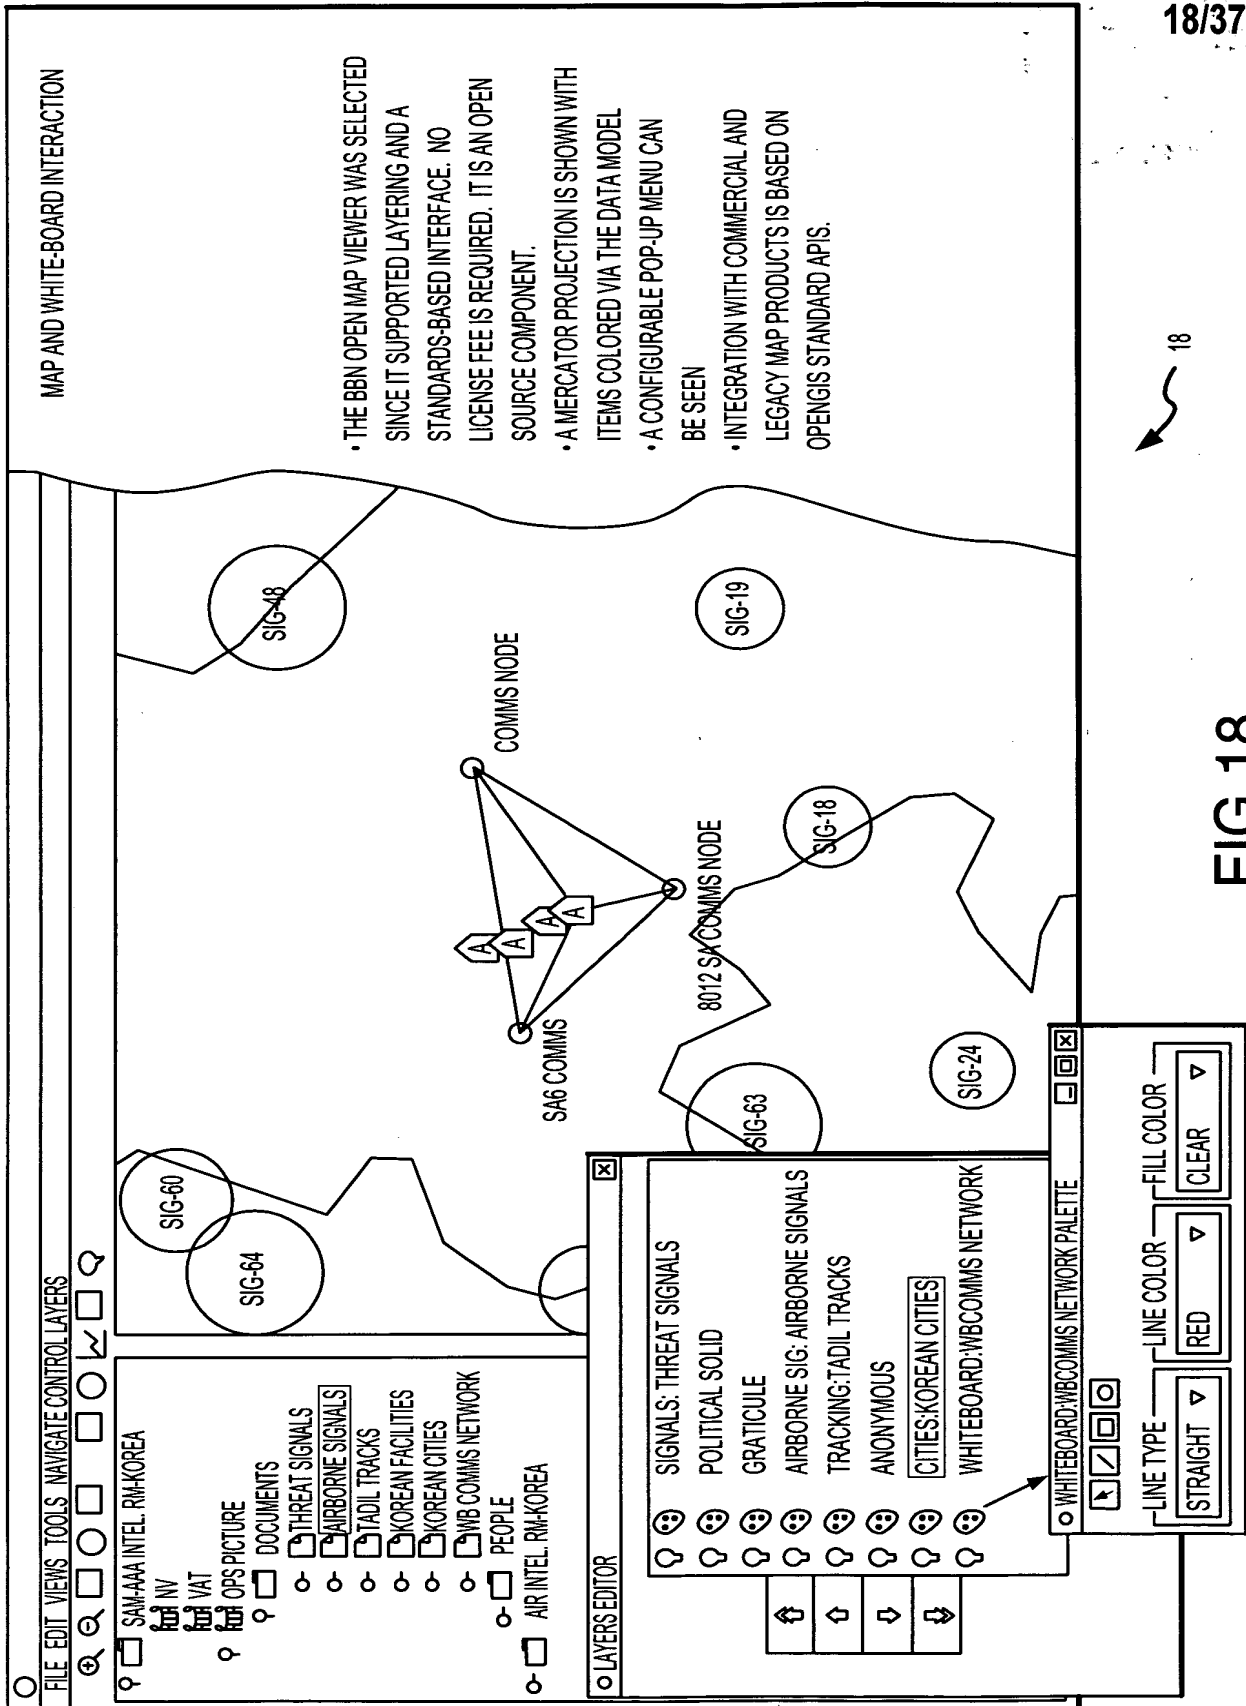 18/37
MAP AND WHITE-BOARD INTERACTION
FILE EDIT VIEWS TOOLS NAVIGATE CONTROL LAYERS
SAM-AAA INTEL. RM-KOREA
NV
VAT
OPS PICTURE
DOCUMENTS
THREAT SIGNALS
AIRBORNE SIGNALS
TADIL TRACKS
KOREAN FACILITIES
KOREAN CITIES
WB COMMS NETWORK
PEOPLE
AIR INTEL. RM-KOREA
SIG-60
SIG-64
SIG-48
SA6 COMMS
A
A
A
A
COMMS NODE
8012 SA COMMS NODE
SIG-19
SIG-18
SIG-63
SIG-24
• THE BBN OPEN MAP VIEWER WAS SELECTED
SINCE IT SUPPORTED LAYERING AND A
STANDARDS-BASED INTERFACE. NO
LICENSE FEE IS REQUIRED. IT IS AN OPEN
SOURCE COMPONENT.
• A MERCATOR PROJECTION IS SHOWN WITH
ITEMS COLORED VIA THE DATA MODEL
• A CONFIGURABLE POP-UP MENU CAN
BE SEEN
• INTEGRATION WITH COMMERCIAL AND
LEGACY MAP PRODUCTS IS BASED ON
OPENGIS STANDARD APIS.
LAYERS EDITOR
SIGNALS: THREAT SIGNALS
POLITICAL SOLID
GRATICULE
AIRBORNE SIG: AIRBORNE SIGNALS
TRACKING:TADIL TRACKS
ANONYMOUS
CITIES:KOREAN CITIES
WHITEBOARD:WBCOMMS NETWORK
WHITEBOARD:WBCOMMS NETWORK PALETTE
LINE TYPE
STRAIGHT
LINE COLOR
RED
FILL COLOR
CLEAR
18
FIG 18